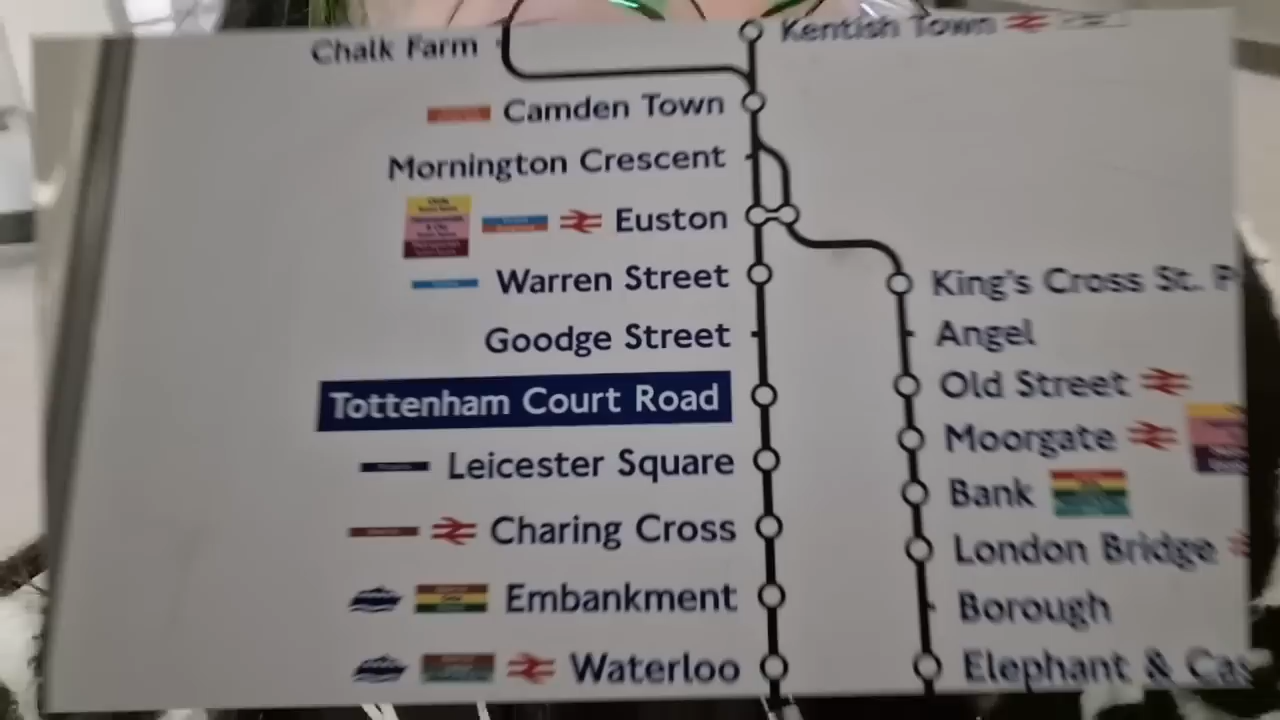 Chalk Farm
Kentish Town
Camden Town
Mornington Crescent
Euston
Warren Street
Goodge Street
Tottenham Court Road
Leicester Square
Charing Cross
Embankment
Waterloo
King's Cross St. P
Angel
Old Street
Moorgate
Bank
London Bridge
Borough
Elephant & Cas